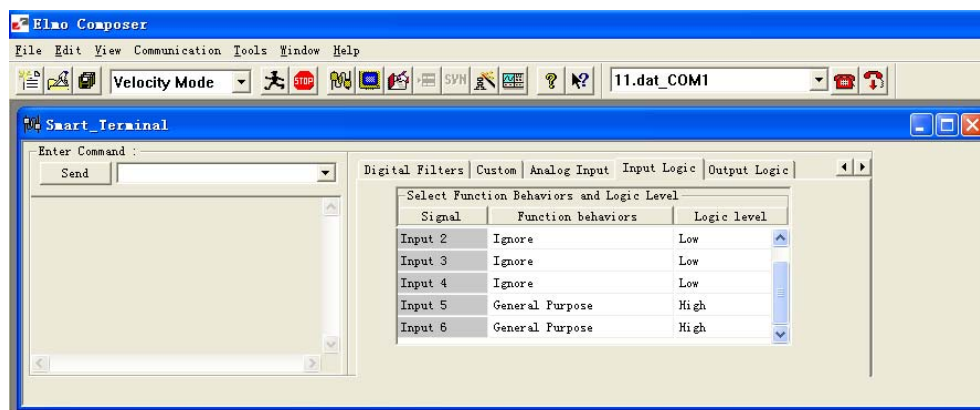 Elmo Composer
File Edit View Communication Tools Window Help
Velocity Mode STOP SVN 11.dat_COM1
Smart_Terminal
Enter Command :
Send
Digital Filters Custom Analog Input Input Logic Output Logic
Select Function Behaviors and Logic Level
Signal Function behaviors Logic level
Input 2 Ignore Low
Input 3 Ignore Low
Input 4 Ignore Low
Input 5 General Purpose High
Input 6 General Purpose High